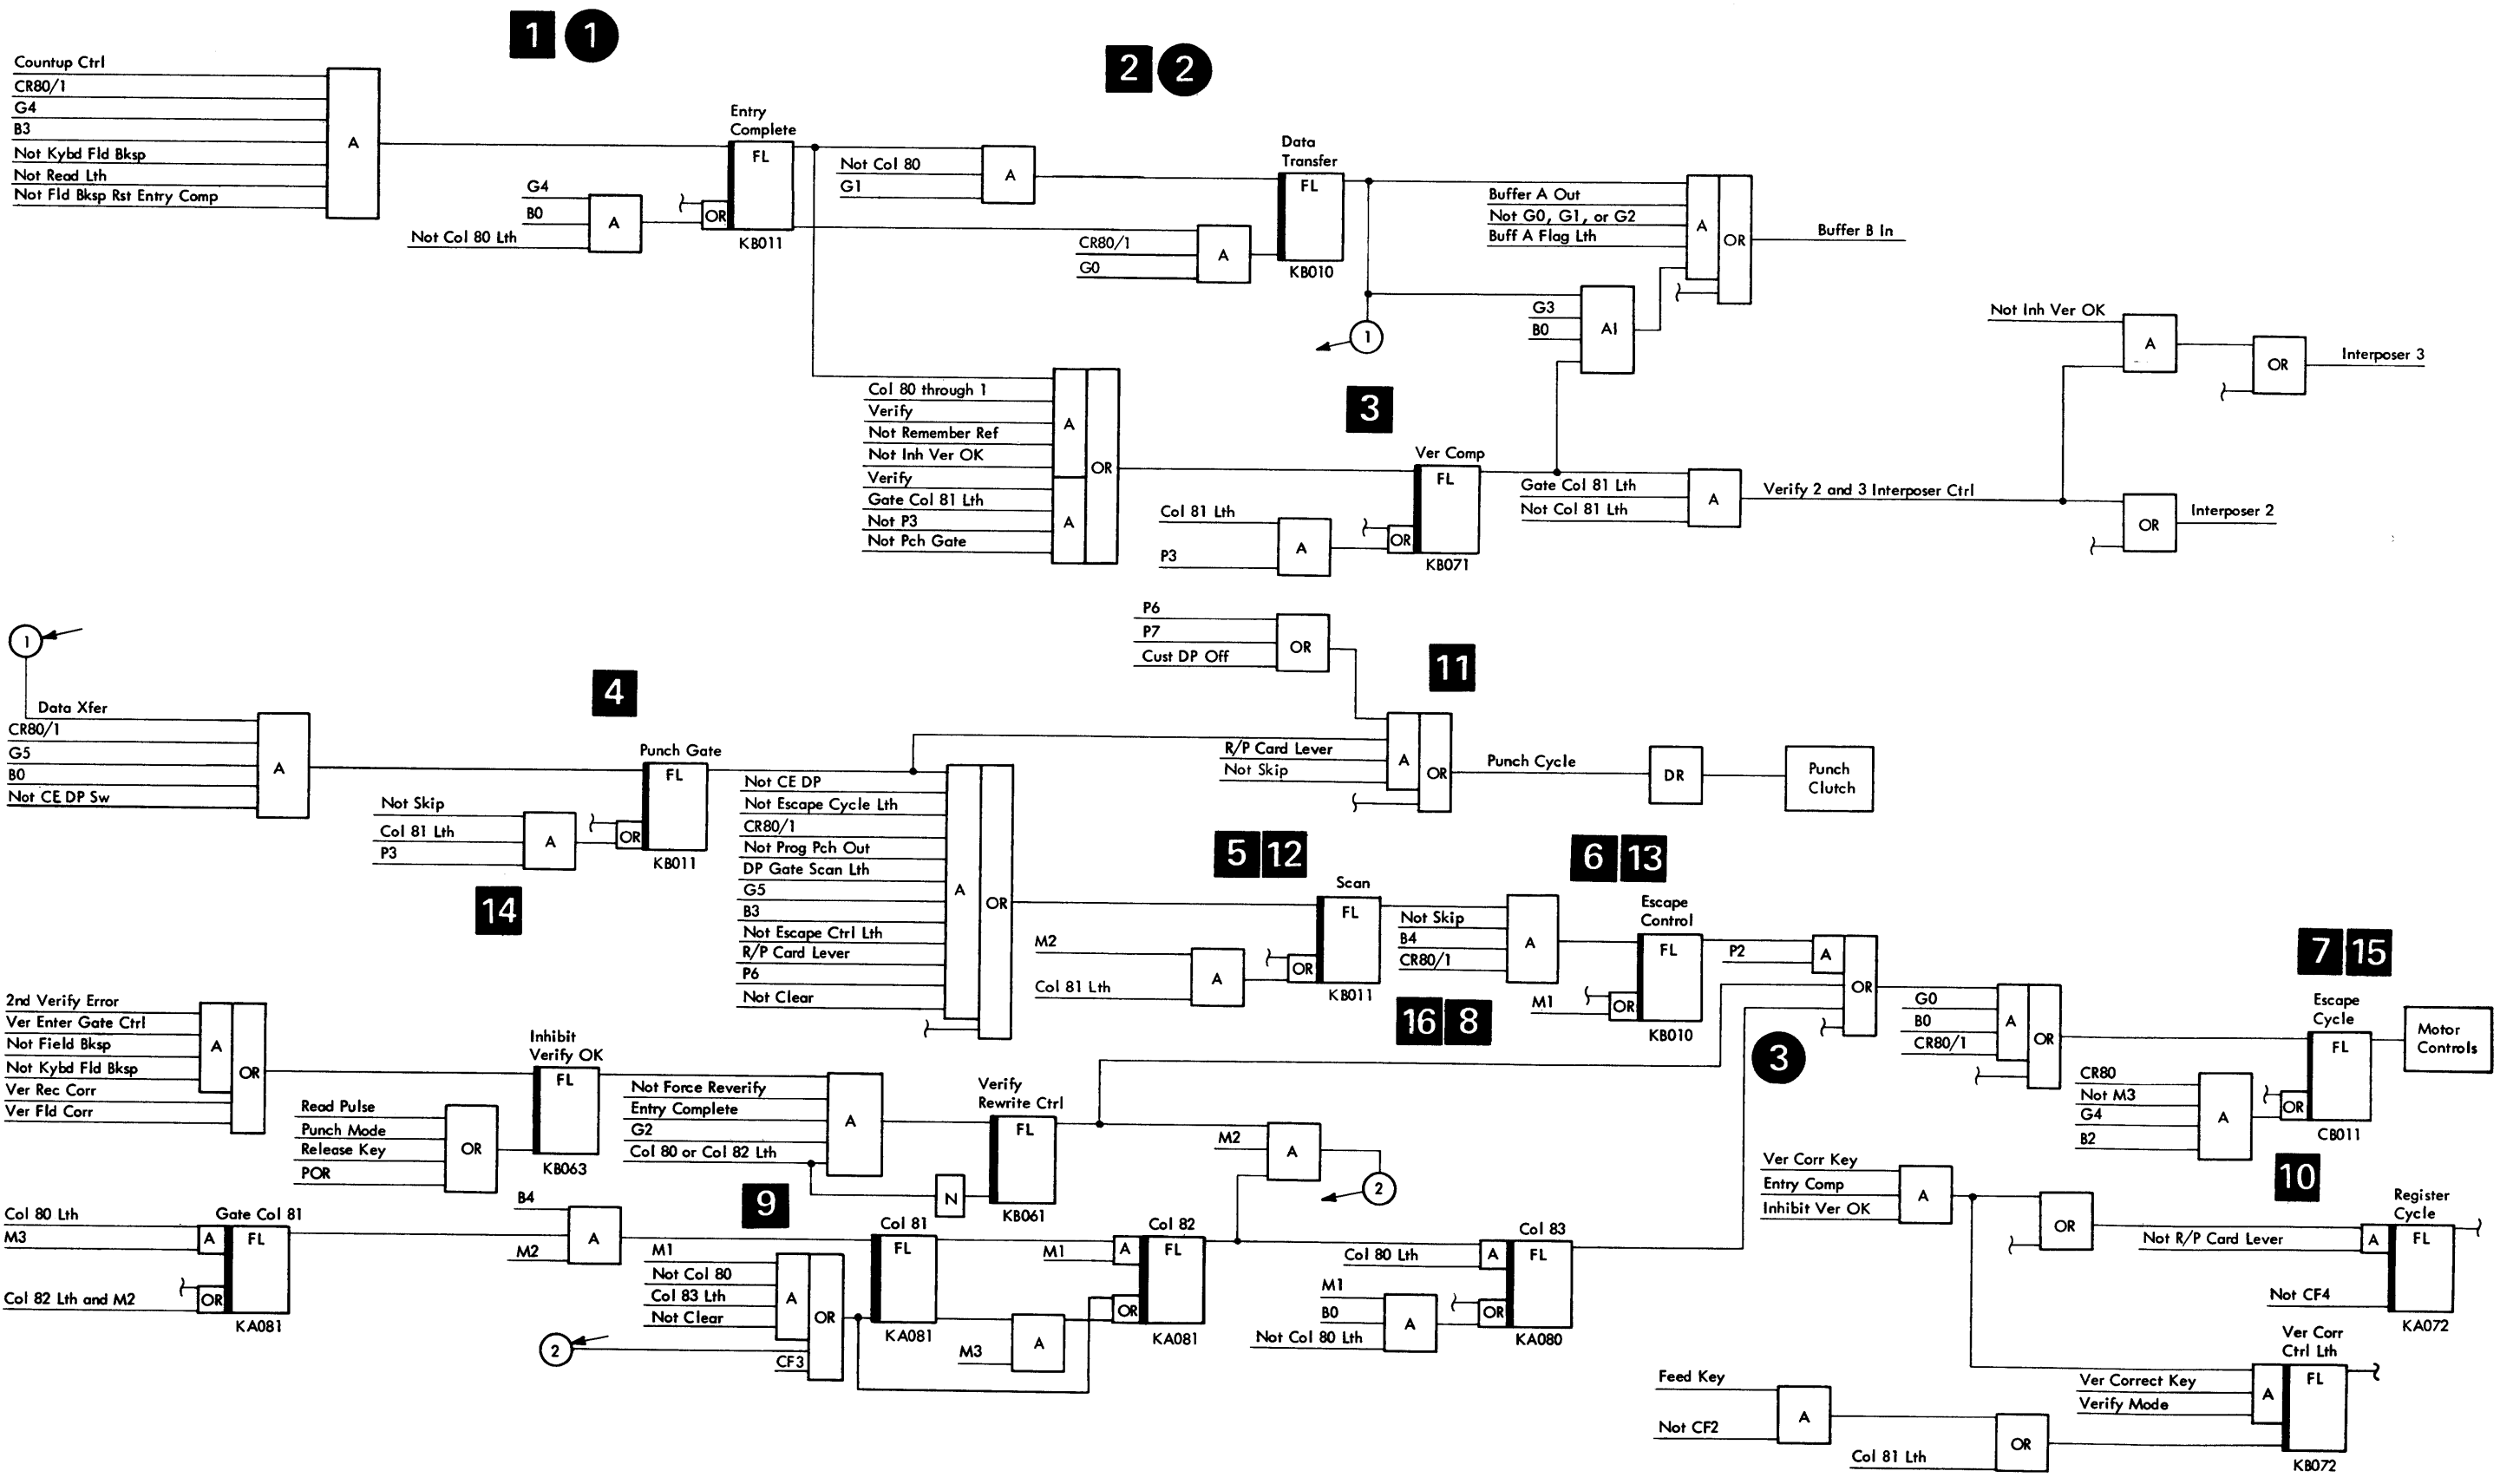 1 1
2 2
Countup Ctrl
CR80/1
G4
B3
Not Kybd Fld Bksp
Not Read Lth
Not Fld Bksp Rst Entry Comp
A
G4
B0
Not Col 80 Lth
A
OR
Entry
Complete
FL
KB011
Not Col 80
G1
A
CR80/1
G0
A
Data
Transfer
FL
KB010
Buffer A Out
Not G0, G1, or G2
Buff A Flag Lth
A
OR
Buffer B In
G3
B0
AI
1
Not Inh Ver OK
A
OR
Interposer 3
3
Col 80 through 1
Verify
Not Remember Ref
Not Inh Ver OK
Verify
Gate Col 81 Lth
Not P3
Not Pch Gate
A
A
OR
Col 81 Lth
P3
A
OR
Ver Comp
FL
KB071
Gate Col 81 Lth
Not Col 81 Lth
A
Verify 2 and 3 Interposer Ctrl
OR
Interposer 2
1
Data Xfer
CR80/1
G5
B0
Not CE DP Sw
A
4
Not Skip
Col 81 Lth
P3
A
OR
Punch Gate
FL
KB011
14
P6
P7
Cust DP Off
OR
11
R/P Card Lever
Not Skip
A
OR
Punch Cycle
DR
Punch
Clutch
Not CE DP
Not Escape Cycle Lth
CR80/1
Not Prog Pch Out
DP Gate Scan Lth
G5
B3
Not Escape Ctrl Lth
R/P Card Lever
P6
Not Clear
A
OR
5 12
M2
Col 81 Lth
A
OR
Scan
FL
KB011
16 8
6 13
Not Skip
B4
CR80/1
A
M1
OR
Escape
Control
FL
KB010
P2
A
OR
3
7 15
G0
B0
CR80/1
A
OR
CR80
Not M3
G4
B2
A
OR
Escape
Cycle
FL
CB011
Motor
Controls
2nd Verify Error
Ver Enter Gate Ctrl
Not Field Bksp
Not Kybd Fld Bksp
Ver Rec Corr
Ver Fld Corr
A
OR
Read Pulse
Punch Mode
Release Key
POR
OR
Inhibit
Verify OK
FL
KB063
Not Force Reverify
Entry Complete
G2
Col 80 or Col 82 Lth
A
N
Verify
Rewrite Ctrl
FL
KB061
M2
A
2
Ver Corr Key
Entry Comp
Inhibit Ver OK
A
OR
10
Not R/P Card Lever
A
Not CF4
Register
Cycle
FL
KA072
Col 80 Lth
M3
A
Col 82 Lth and M2
OR
Gate Col 81
FL
KA081
B4
M2
A
9
M1
Not Col 80
Col 83 Lth
Not Clear
A
OR
2
CF3
Col 81
FL
KA081
M3
A
M1
A
OR
Col 82
FL
KA081
Col 80 Lth
A
M1
B0
Not Col 80 Lth
A
OR
Col 83
FL
KA080
Feed Key
Not CF2
A
Col 81 Lth
OR
Ver Correct Key
Verify Mode
A
Ver Corr
Ctrl Lth
FL
KB072